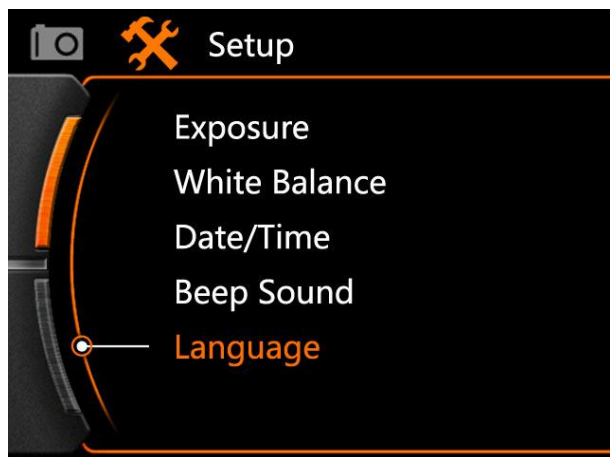 Setup
Exposure
White Balance
Date/Time
Beep Sound
Language